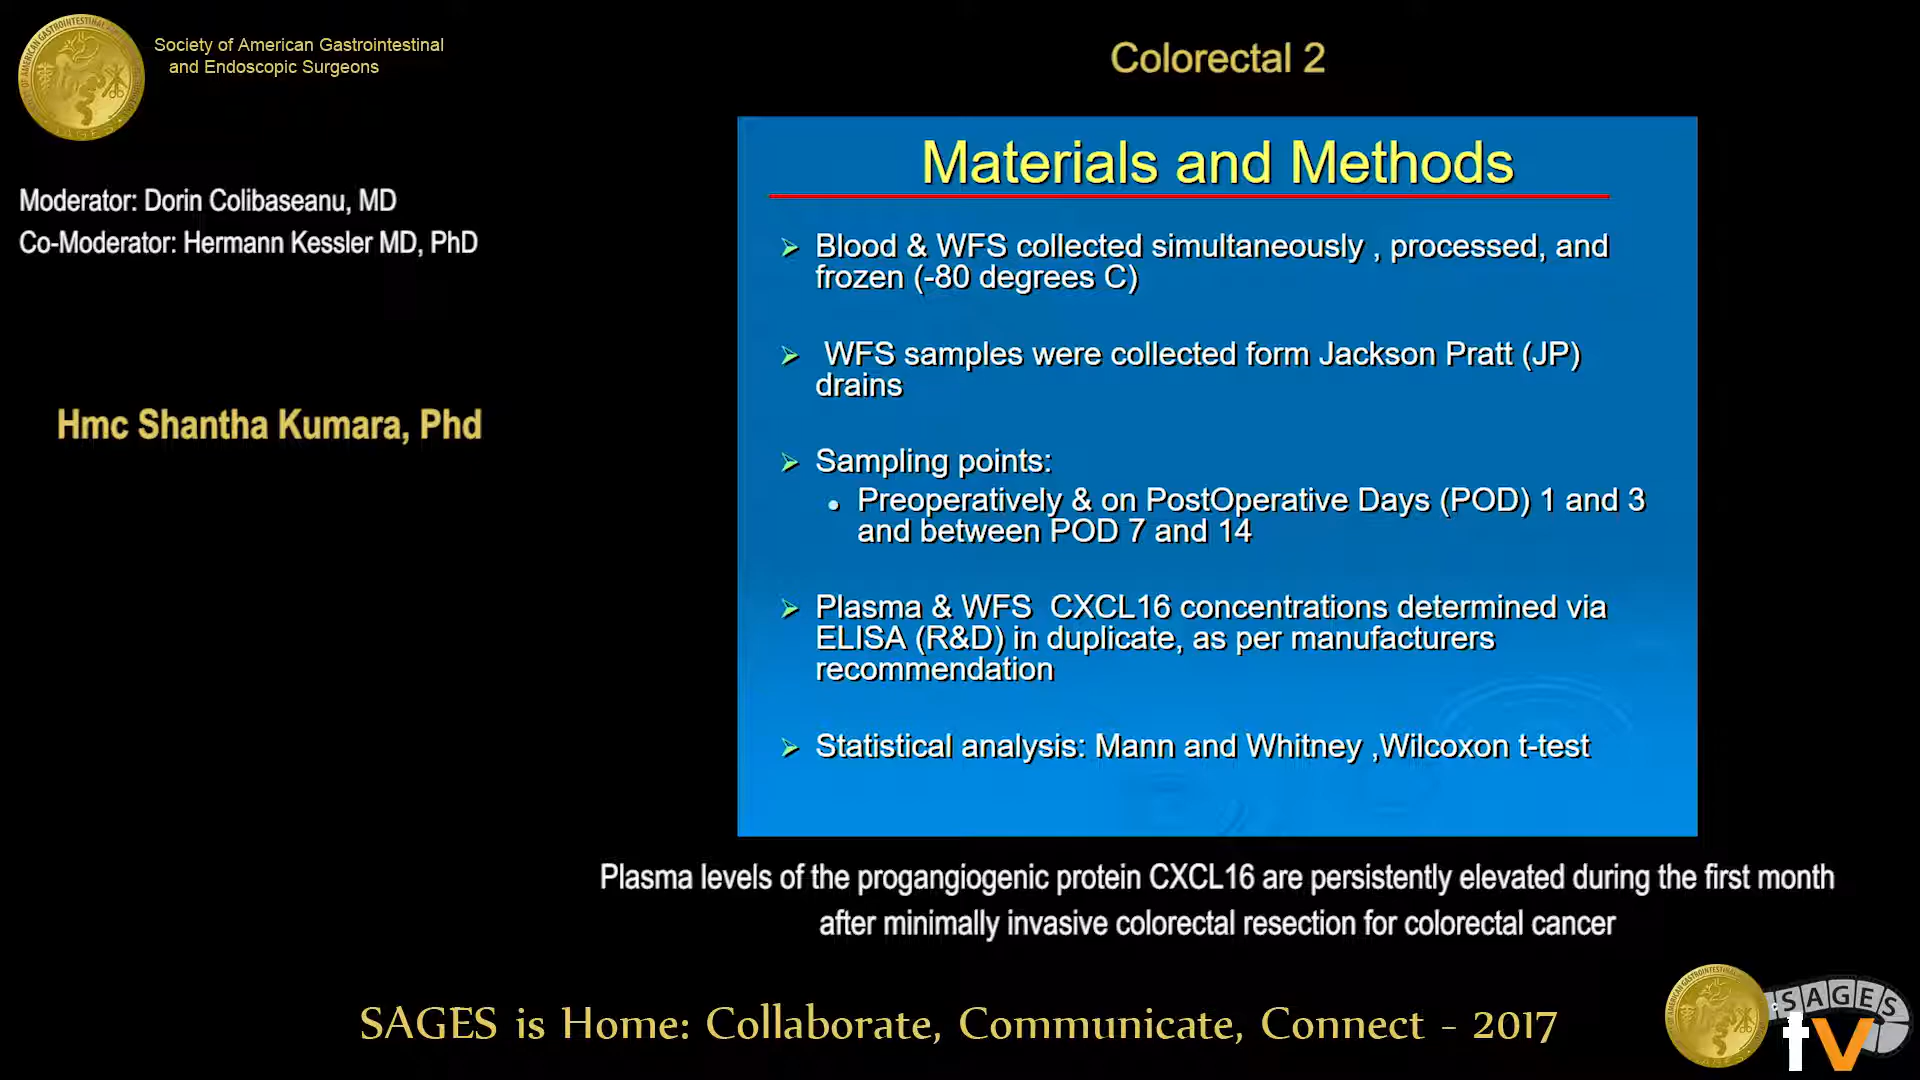 Society of American Gastrointestinal
and Endoscopic Surgeons
Colorectal 2
Moderator: Dorin Colibaseanu, MD
Co-Moderator: Hermann Kessler MD, PhD
Hmc Shantha Kumara, Phd
Materials and Methods
Blood & WFS collected simultaneously , processed, and
frozen (-80 degrees C)
WFS samples were collected form Jackson Pratt (JP)
drains
Sampling points:
Preoperatively & on PostOperative Days (POD) 1 and 3
and between POD 7 and 14
Plasma & WFS CXCL16 concentrations determined via
ELISA (R&D) in duplicate, as per manufacturers
recommendation
Statistical analysis: Mann and Whitney ,Wilcoxon t-test
Plasma levels of the progangiogenic protein CXCL16 are persistently elevated during the first month
after minimally invasive colorectal resection for colorectal cancer
SAGES is Home: Collaborate, Communicate, Connect - 2017
SAGES
tv